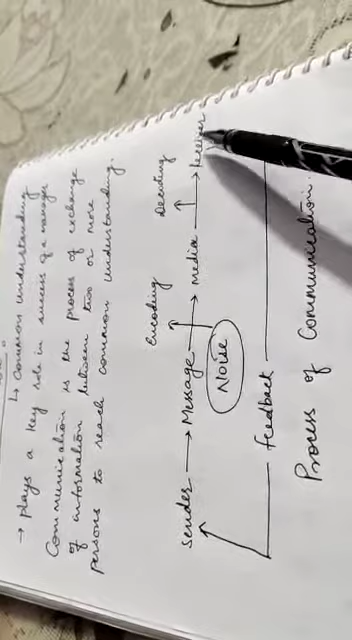 ↳ Common understanding
→ Plays a key role in success of a manager
Communication is the process of exchange
of information between two or more
persons to reach common understanding.
Encoding Decoding
Sender → Message → Media → Receiver
Noise
Feedback
Process of Communication.